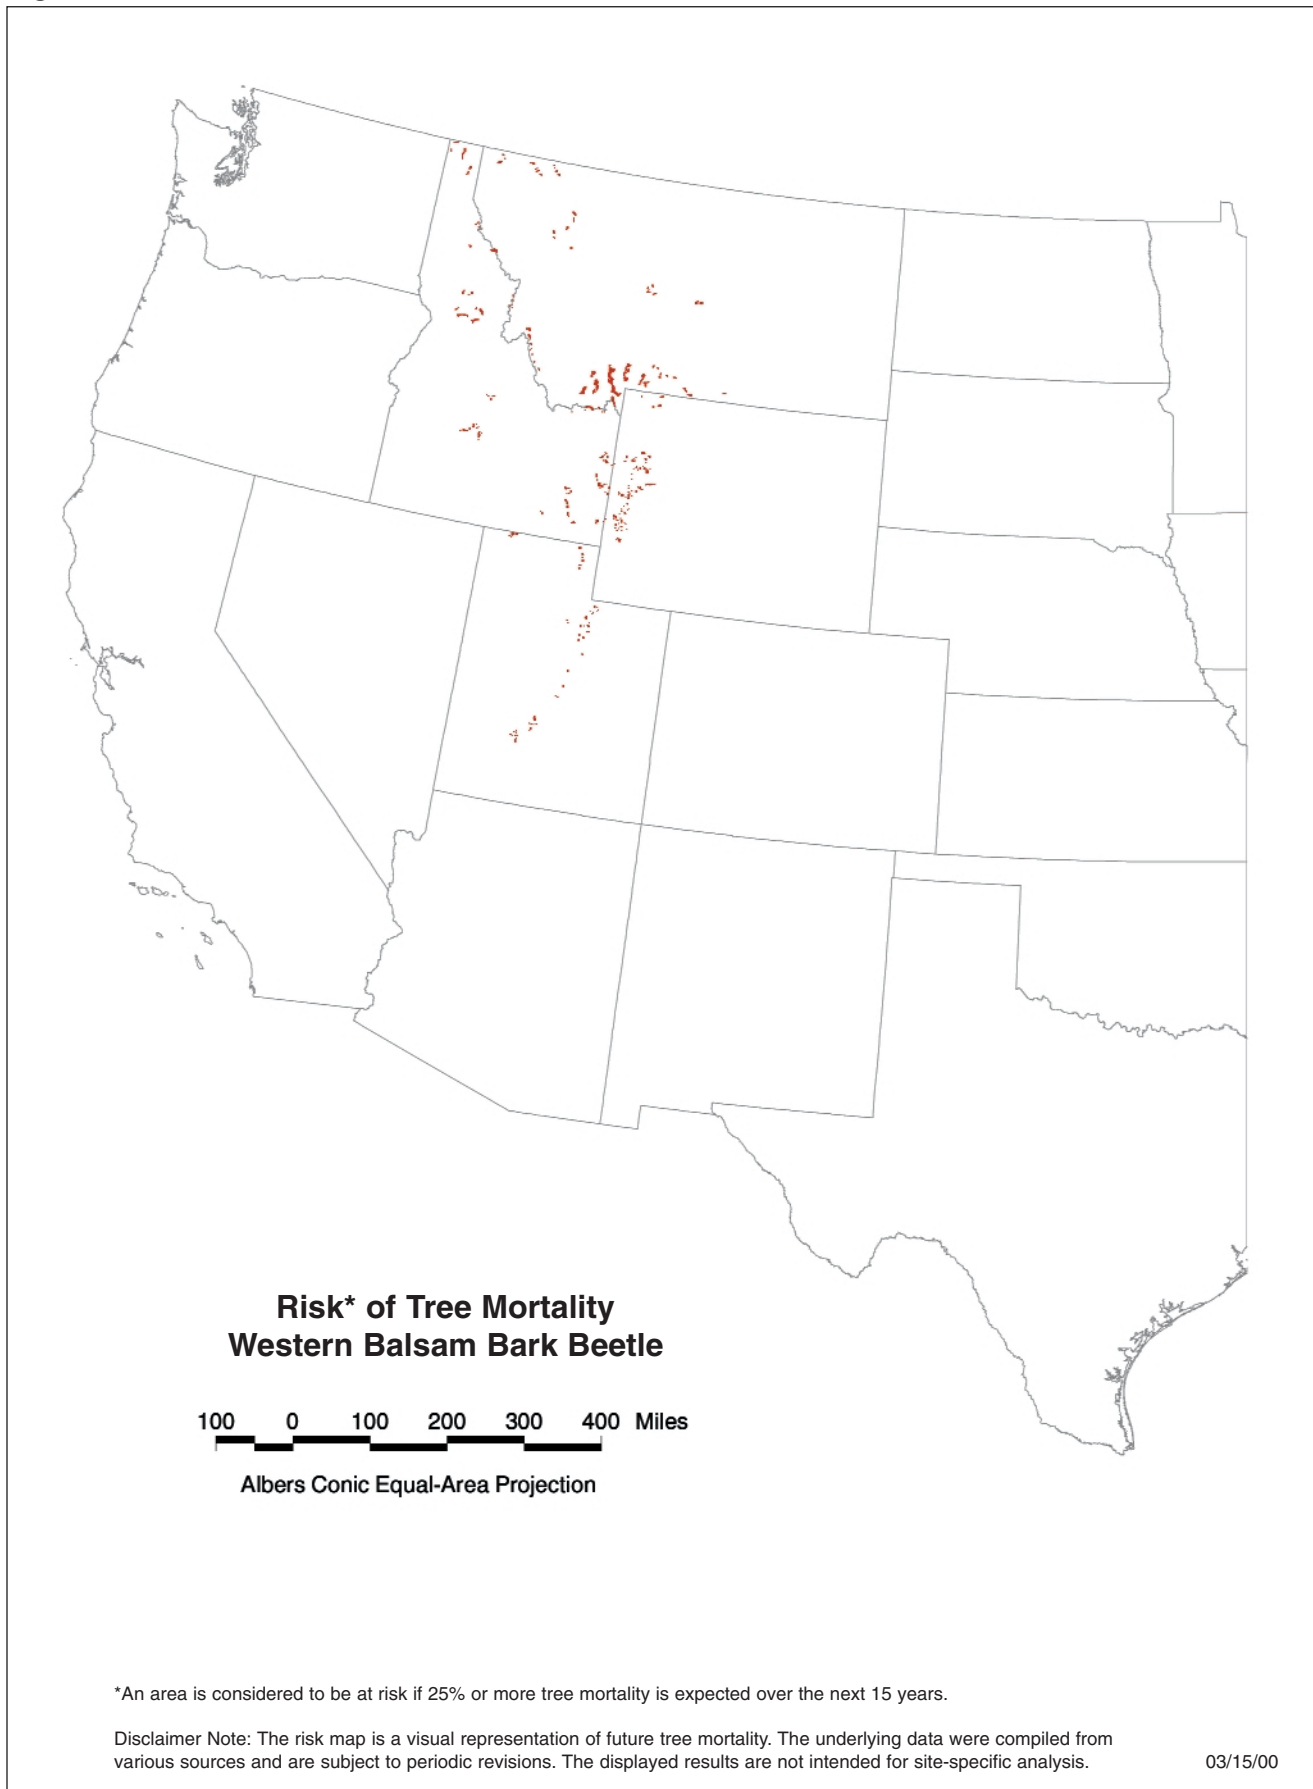 Risk* of Tree Mortality
Western Balsam Bark Beetle
100 0 100 200 300 400 Miles
Albers Conic Equal-Area Projection
*An area is considered to be at risk if 25% or more tree mortality is expected over the next 15 years.
Disclaimer Note: The risk map is a visual representation of future tree mortality. The underlying data were compiled from
various sources and are subject to periodic revisions. The displayed results are not intended for site-specific analysis.
03/15/00